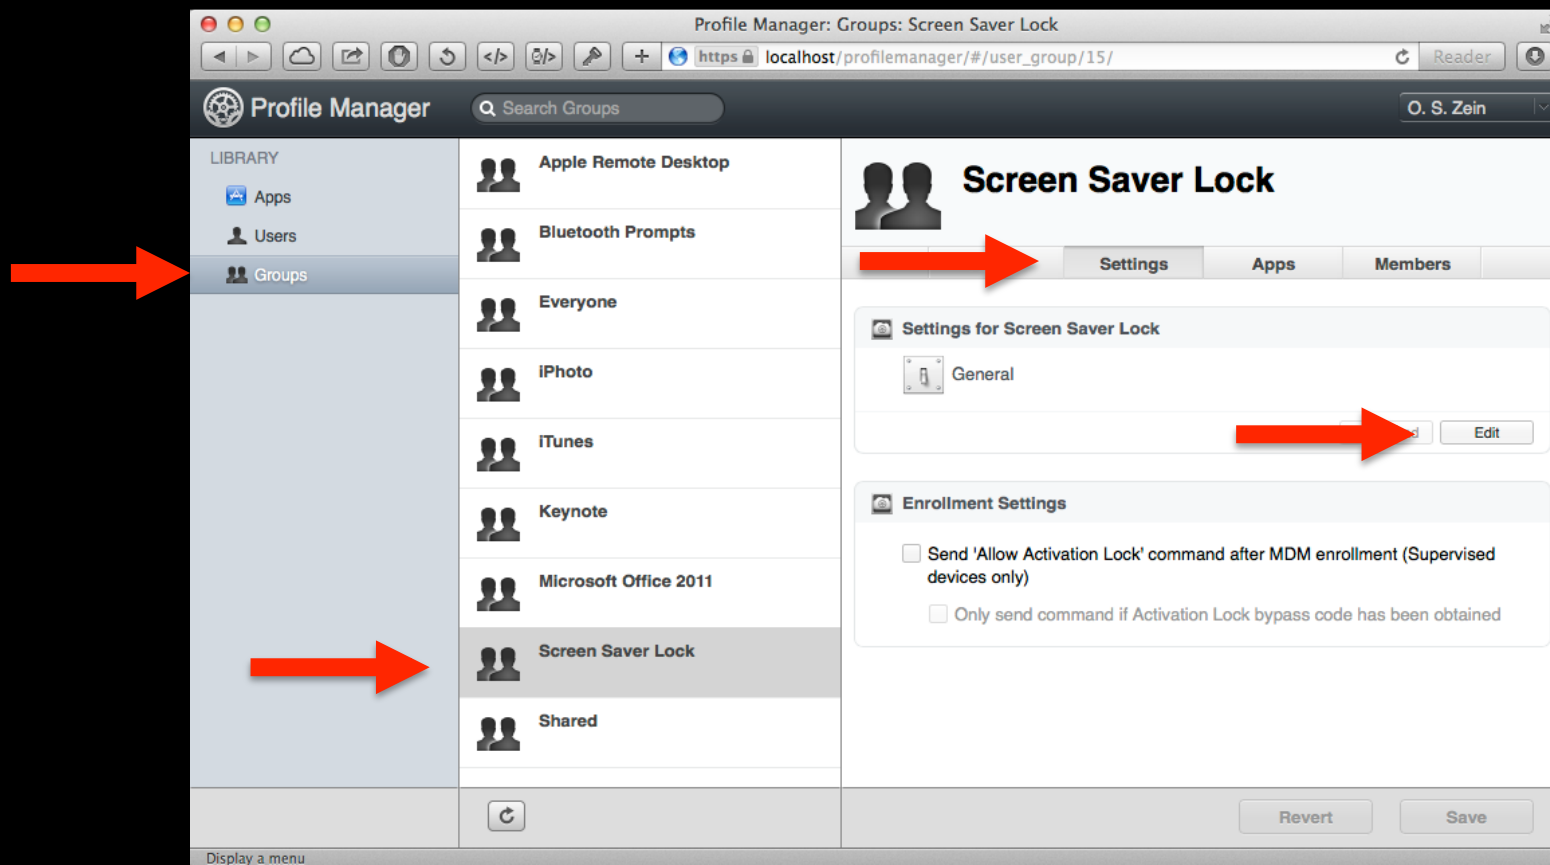 Profile Manager: Groups: Screen Saver Lock
https localhost/profilemanager/#/user_group/15/
Reader
Profile Manager
Search Groups
O. S. Zein
LIBRARY
Apps
Users
Groups
Apple Remote Desktop
Bluetooth Prompts
Everyone
iPhoto
iTunes
Keynote
Microsoft Office 2011
Screen Saver Lock
Shared
Screen Saver Lock
Settings
Apps
Members
Settings for Screen Saver Lock
General
Edit
Enrollment Settings
Send 'Allow Activation Lock' command after MDM enrollment (Supervised
devices only)
Only send command if Activation Lock bypass code has been obtained
Revert
Save
Display a menu